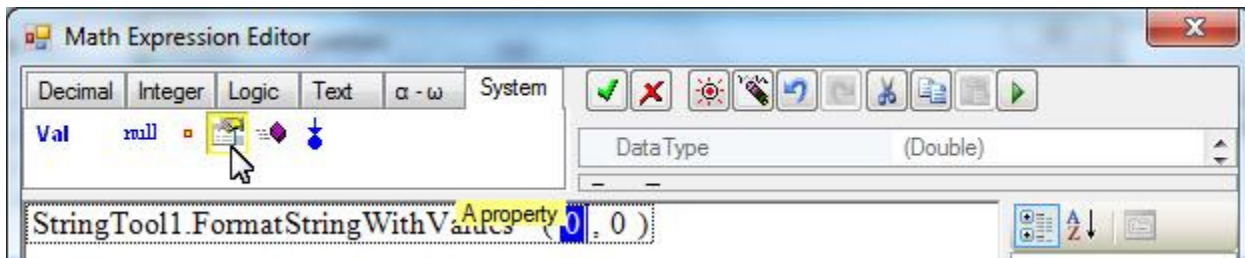 Math Expression Editor
Decimal Integer Logic Text α - ω System
Val null
DataType (Double)
A property
StringTool1.FormatStringWithValues ( 0 , 0 )